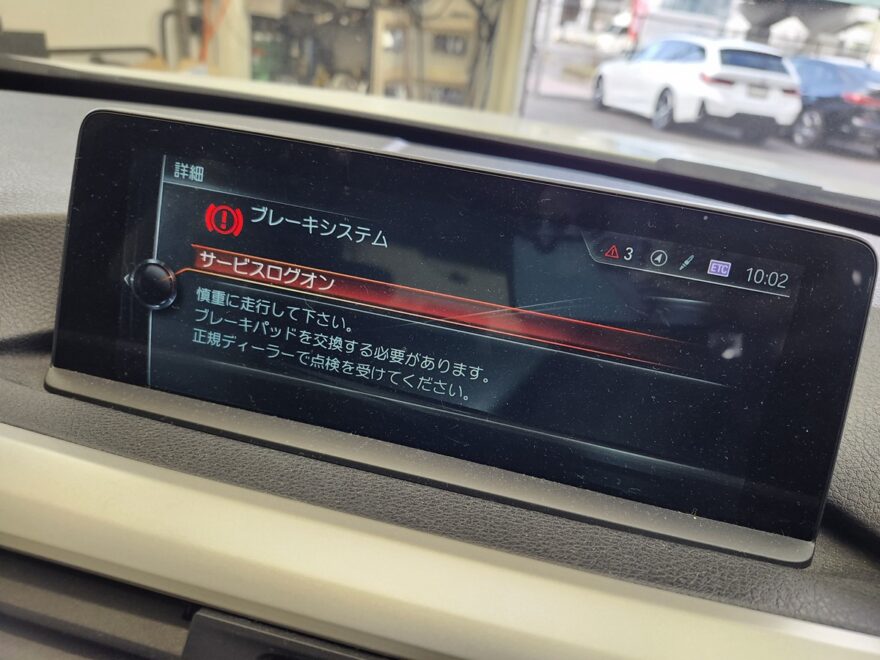 詳細
ブレーキシステム
3 ETC 10:02
サービスログオン
慎重に走行して下さい。
ブレーキパッドを交換する必要があります。
正規ディーラーで点検を受けてください。